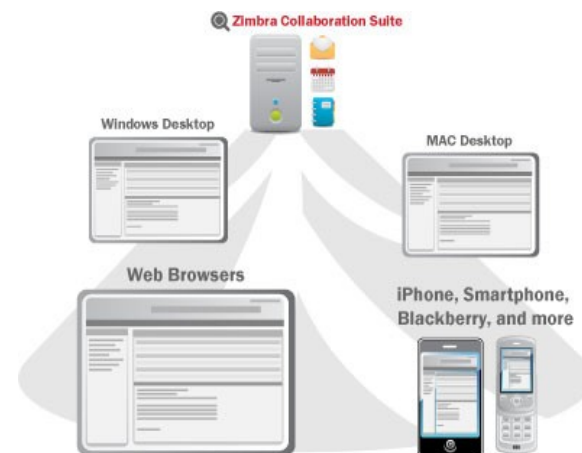 Zimbra Collaboration Suite
Windows Desktop
MAC Desktop
Web Browsers
iPhone, Smartphone,
Blackberry, and more